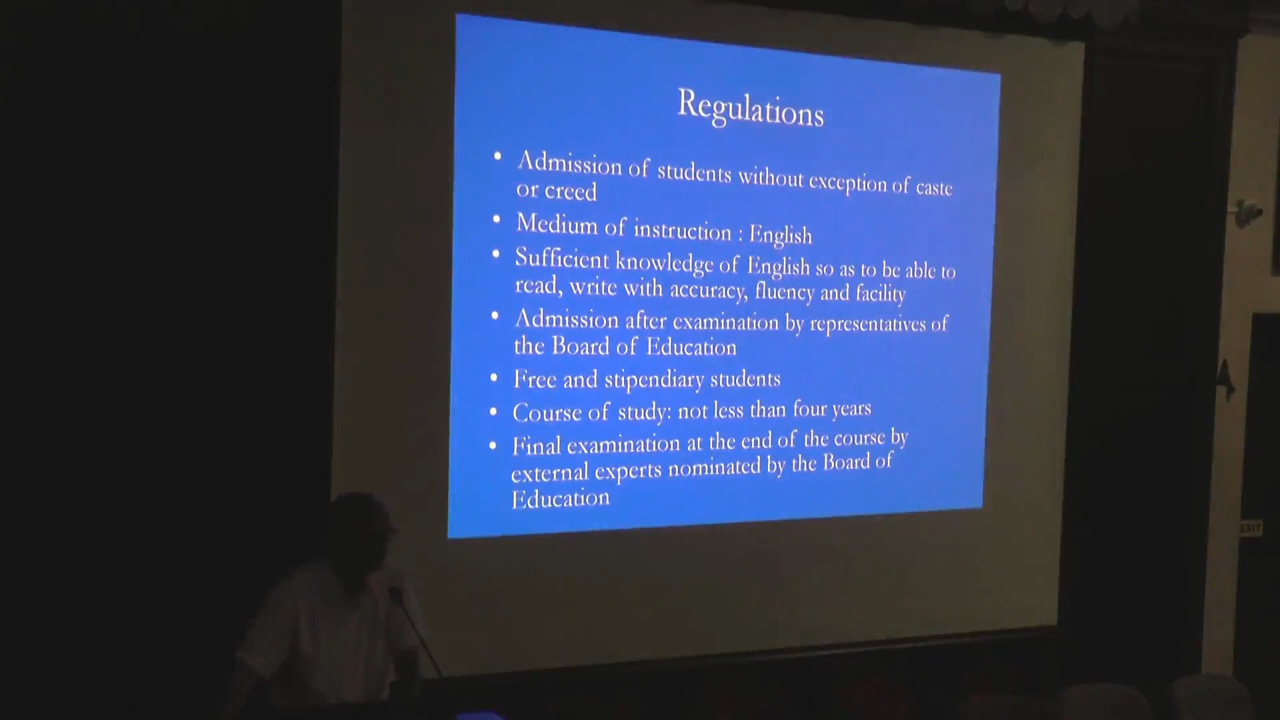 Regulations
• Admission of students without exception of caste
or creed
• Medium of instruction : English
• Sufficient knowledge of English so as to be able to
read, write with accuracy, fluency and facility
• Admission after examination by representatives of
the Board of Education
• Free and stipendiary students
• Course of study: not less than four years
• Final examination at the end of the course by
external experts nominated by the Board of
Education
EXIT